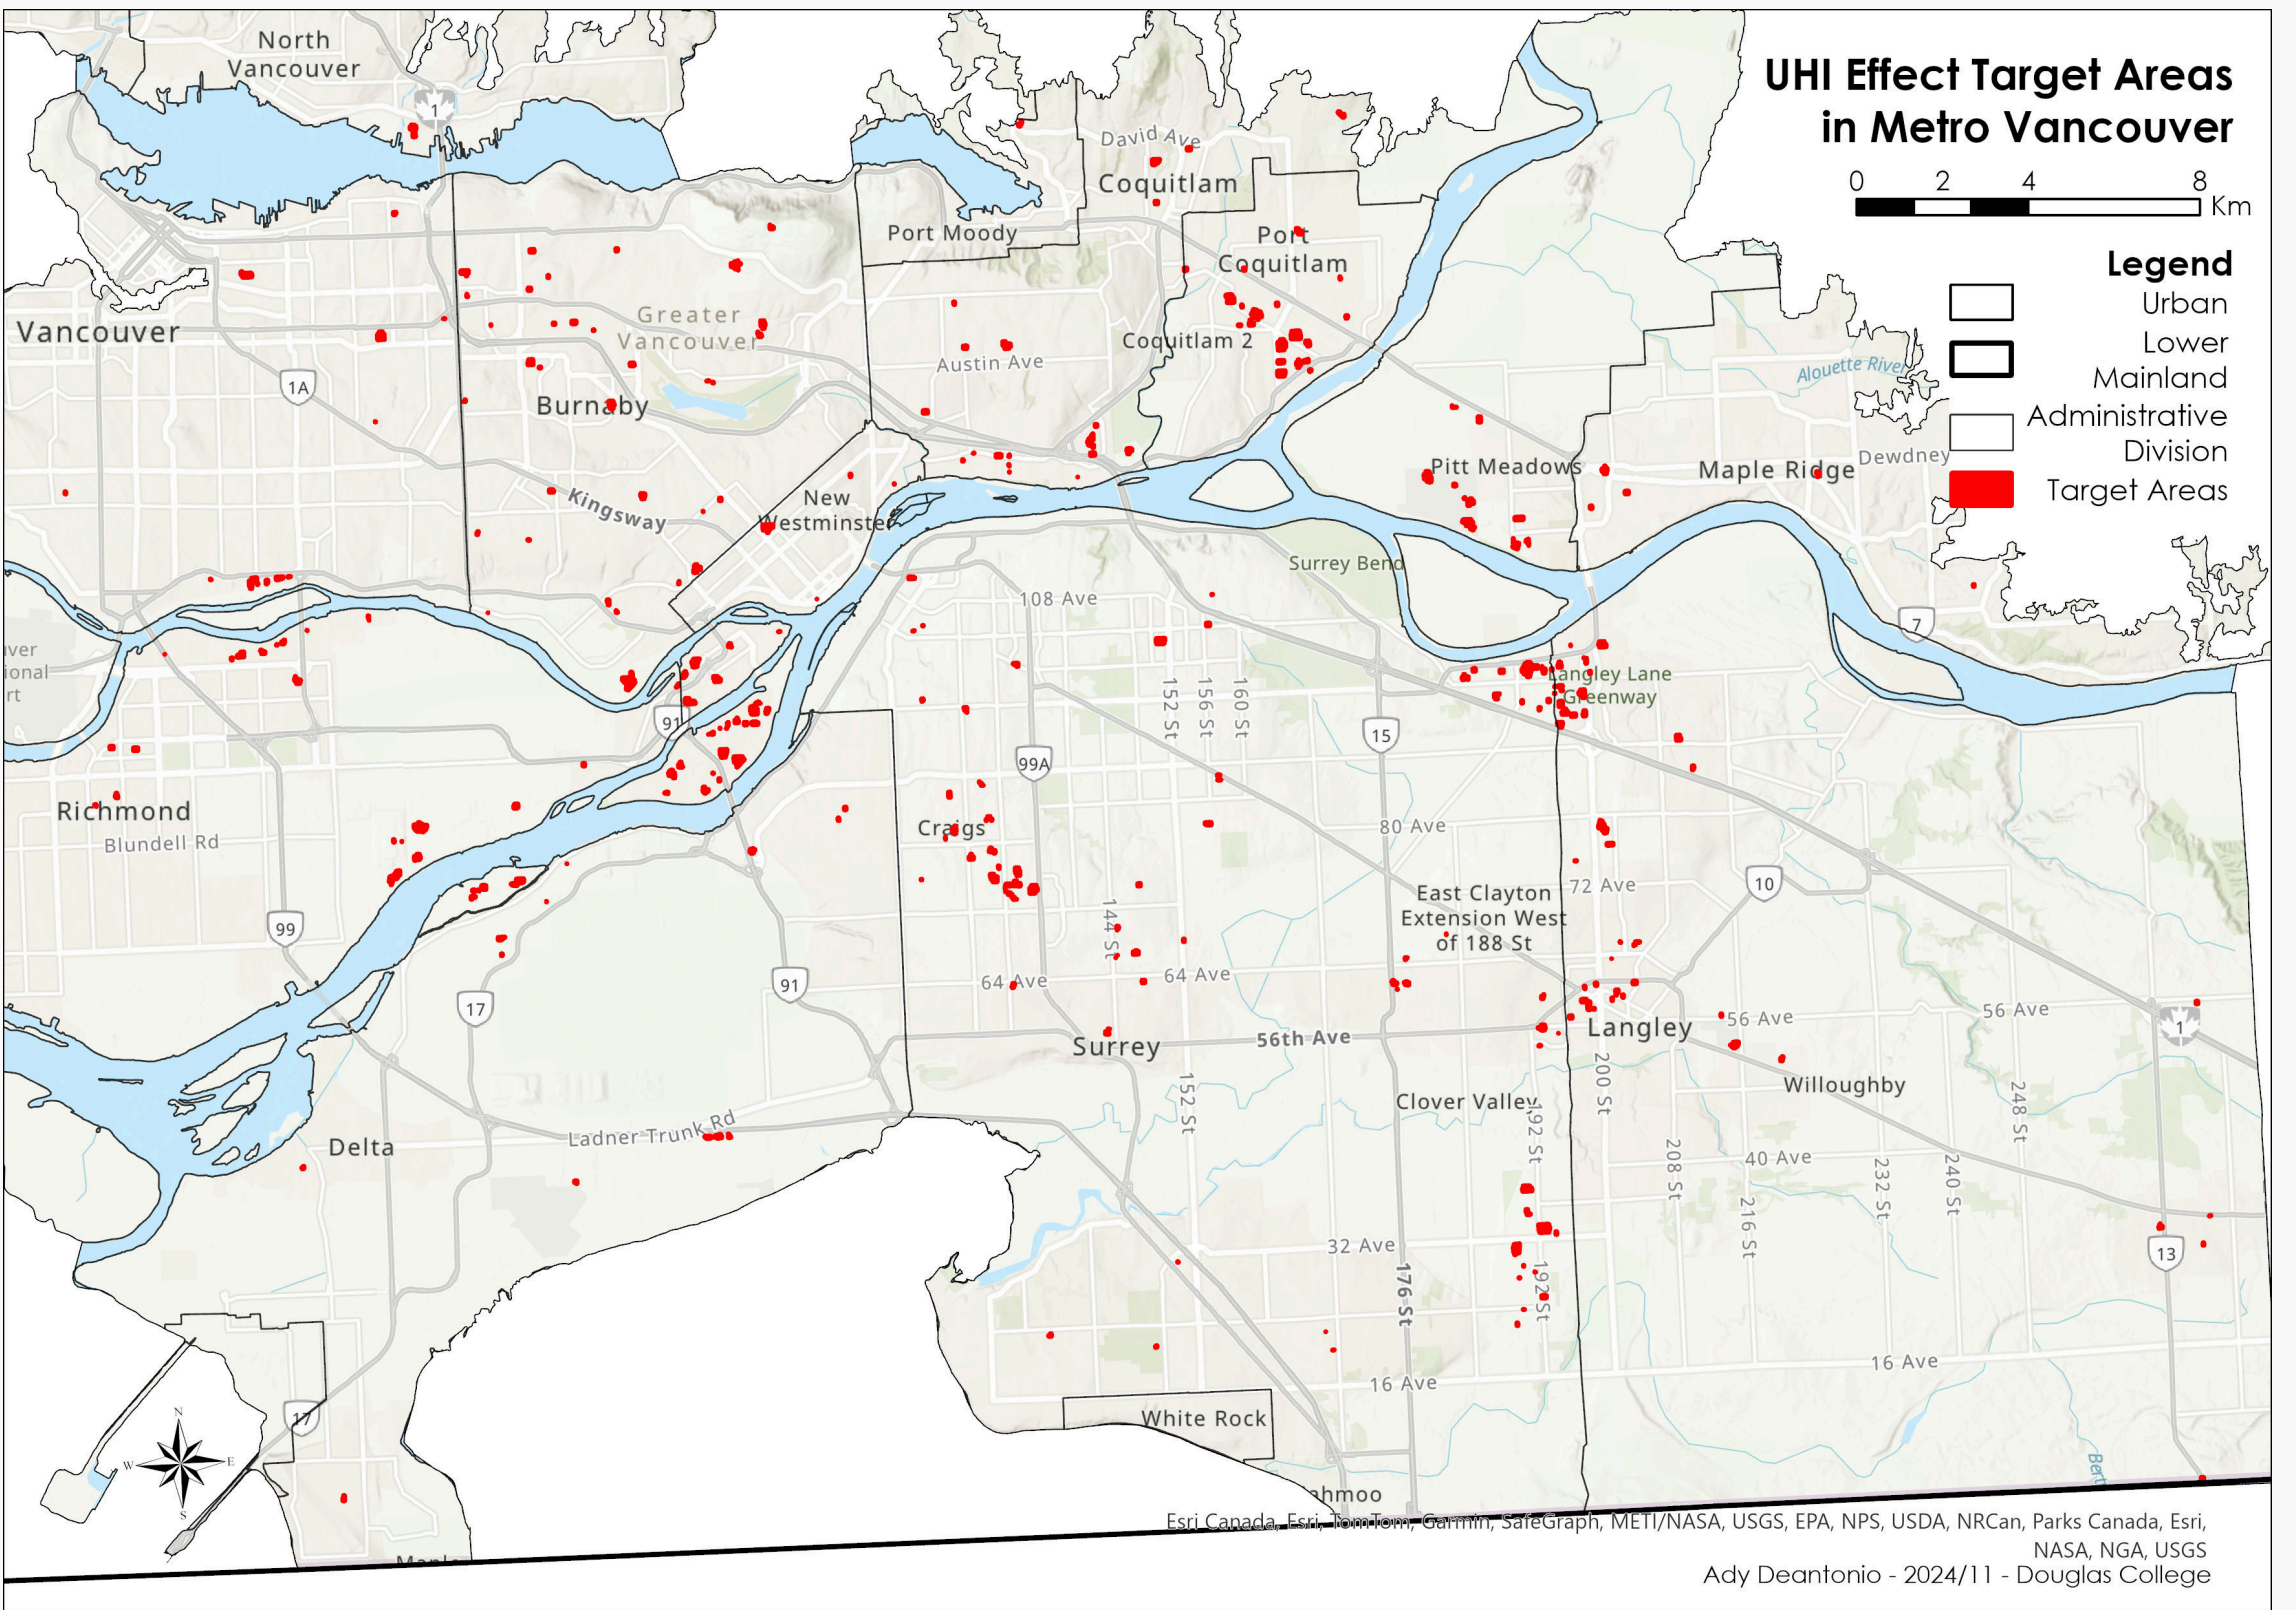 UHI Effect Target Areas
in Metro Vancouver
0 2 4 8
Km
Legend
Urban
Lower
Mainland
Administrative
Division
Target Areas
North
Vancouver
1
David Ave
Coquitlam
Port Moody
Port
Coquitlam
Vancouver
Greater
Vancouver
Coquitlam 2
Austin Ave
1A
Burnaby
Alouette River
Kingsway
New
Westminster
Pitt Meadows
Maple Ridge
Dewdney
Surrey Bend
108 Ave
7
iver
ional
rt
Langley Lane
Greenway
152 St
156 St
160 St
91
15
99A
Richmond
Blundell Rd
Craigs
80 Ave
72 Ave
10
East Clayton
Extension West
of 188 St
99
144 St
64 Ave
64 Ave
17
91
56 Ave
56 Ave
1
Langley
Surrey
56th Ave
200 St
152 St
Willoughby
Clover Valley
192 St
248 St
Ladner Trunk Rd
Delta
208 St
40 Ave
216 St
232 St
240 St
32 Ave
13
176 St
192 St
16 Ave
16 Ave
White Rock
17
N
W
E
S
Bert
ahmoo
Maple
Esri Canada, Esri, TomTom, Garmin, SafeGraph, METI/NASA, USGS, EPA, NPS, USDA, NRCan, Parks Canada, Esri,
NASA, NGA, USGS
Ady Deantonio - 2024/11 - Douglas College